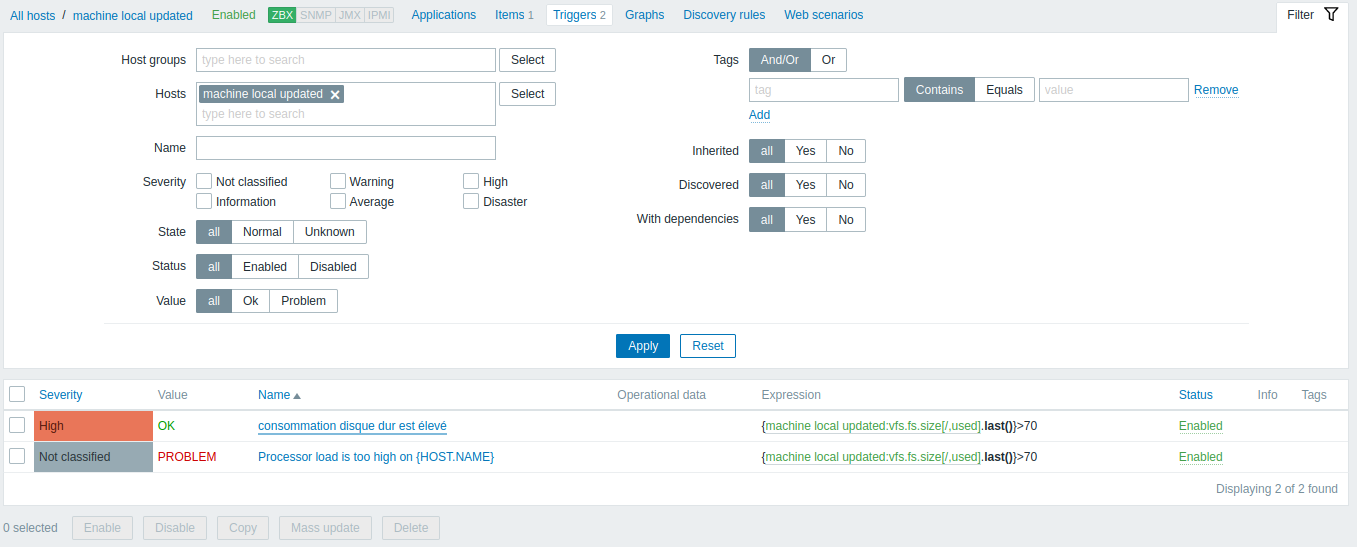 All hosts / machine local updated Enabled ZBX SNMP JMX IPMI Applications Items 1 Triggers 2 Graphs Discovery rules Web scenarios Filter
Host groups type here to search Select Tags And/Or Or
Hosts machine local updated Select tag Contains Equals value Remove
type here to search Add
Name Inherited all Yes No
Severity Not classified Warning High Discovered all Yes No
Information Average Disaster
State all Normal Unknown With dependencies all Yes No
Status all Enabled Disabled
Value all Ok Problem
Apply Reset
Severity Value Name Operational data Expression Status Info Tags
High OK consommation disque dur est élevé {machine local updated:vfs.fs.size[/,used].last()}>70 Enabled
Not classified PROBLEM Processor load is too high on {HOST.NAME} {machine local updated:vfs.fs.size[/,used].last()}>70 Enabled
Displaying 2 of 2 found
0 selected Enable Disable Copy Mass update Delete